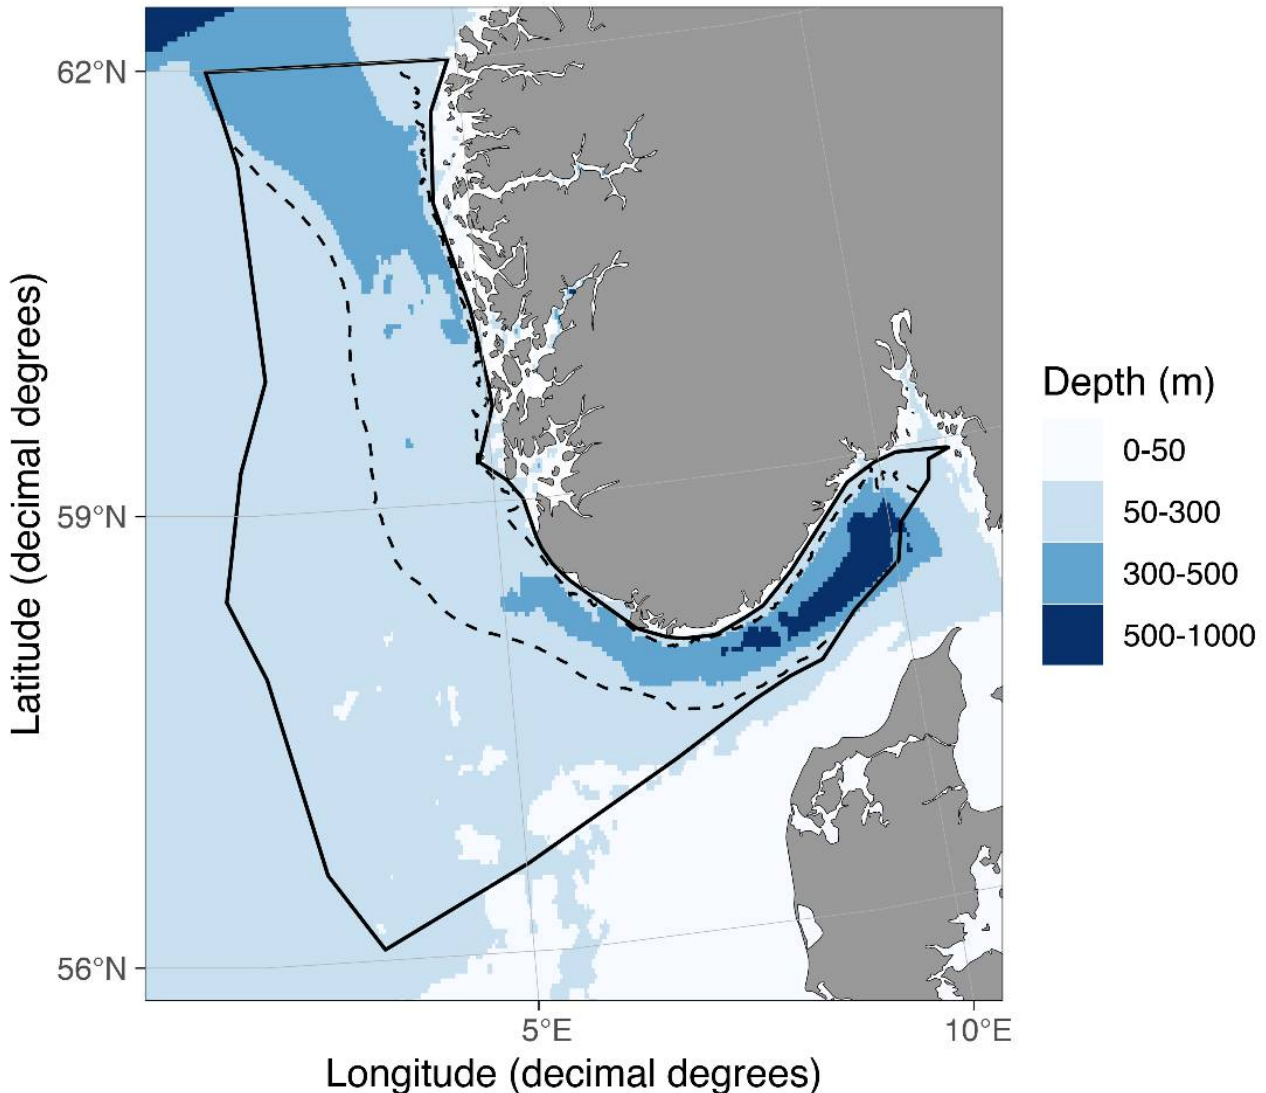 62°N
59°N
56°N
5°E
10°E
Longitude (decimal degrees)
Latitude (decimal degrees)
Depth (m)
0-50
50-300
300-500
500-1000